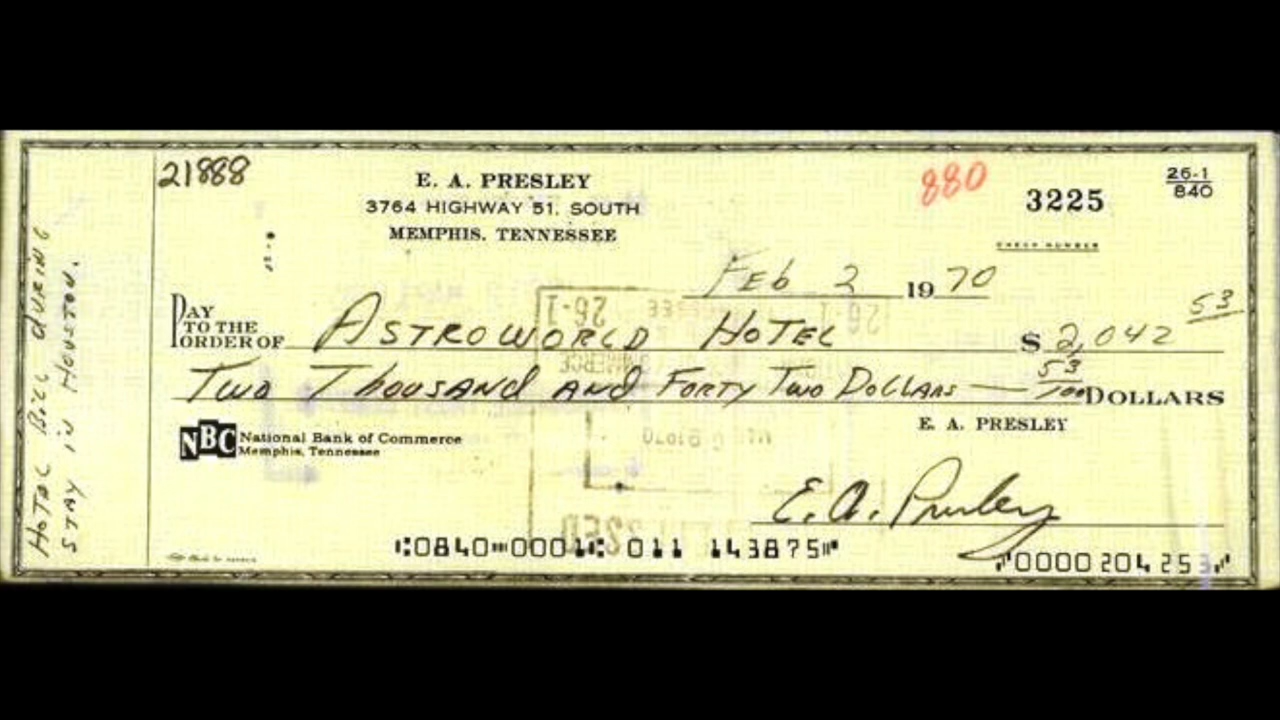 21888
E. A. PRESLEY
3764 HIGHWAY 51, SOUTH
MEMPHIS, TENNESSEE
880
3225
26-1
840
CHECK NUMBER
Feb 2 1970
PAY TO THE ORDER OF ASTROWORLD HOTEL $ 2,042 53
TWO THOUSAND AND FORTY TWO DOLLARS — 53/100 DOLLARS
E. A. PRESLEY
NBC National Bank of Commerce
Memphis, Tennessee
E. A. Presley
⑆0840⑉0001⑆ 011 143875⑈ ⑈0000204253⑈
HOTEL BILL DURING
STAY IN HOUSTON.